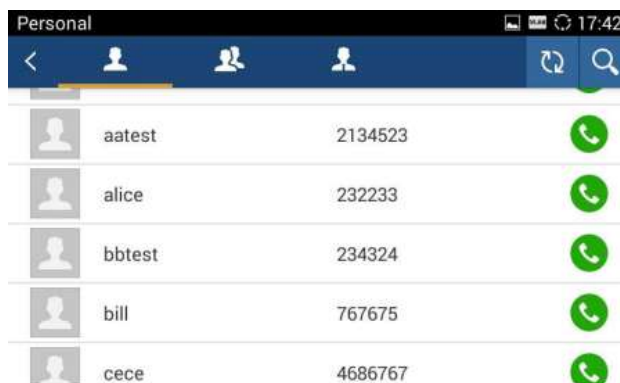 Personal 17:42
aatest 2134523
alice 232233
bbtest 234324
bill 767675
cece 4686767